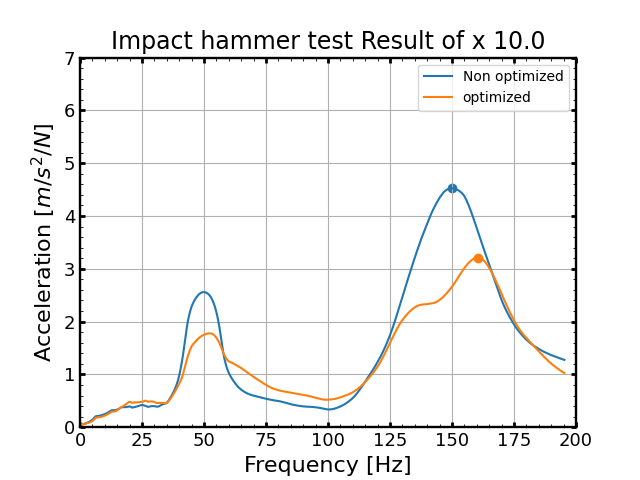 Impact hammer test Result of x 10.0
Non optimized
optimized
Acceleration [m/s²/N]
7
6
5
4
3
2
1
0
0 25 50 75 100 125 150 175 200
Frequency [Hz]